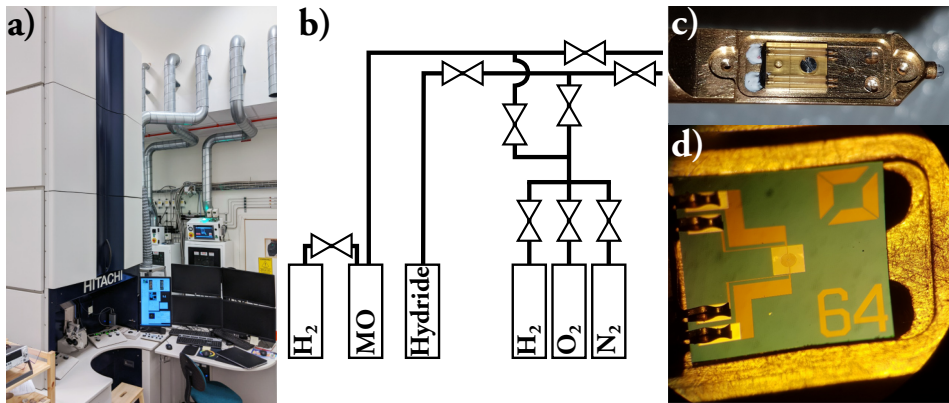 a)
HITACHI
b)
H₂
MO
Hydride
H₂
O₂
N₂
c)
d)
64